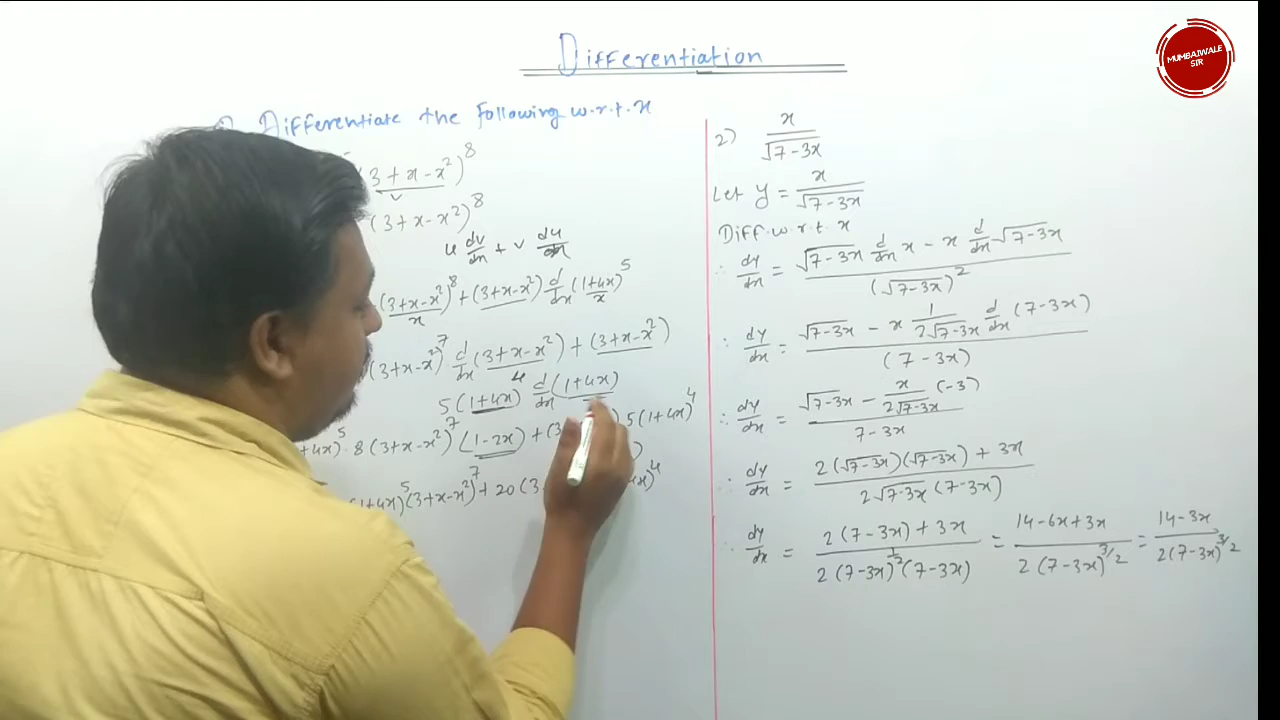 Differentiation
MUMBAIWALE
SIR
Differentiate the following w.r.t. x
(3+x-x²)⁸
(3+x-x²)⁸
u dv/dx + v du/dx
(3+x-x²)⁸ + (3+x-x²) d/dx (1+4x)⁵
(3+x-x²)⁷ d/dx (3+x-x²) + (3+x-x²)
5(1+4x)⁴ d/dx (1+4x)
4x)⁵ · 8(3+x-x²)⁷ (1-2x) + (3 5(1+4x)⁴
)
(1+4x)⁵ (3+x-x²)⁷ + 20(3 4x)⁴
2) x/√(7-3x)
Let y = x/√(7-3x)
Diff. w.r.t. x
∴ dy/dx = (√(7-3x) d/dx x - x d/dx √(7-3x))/(√(7-3x))²
∴ dy/dx = (√(7-3x) - x 1/(2√(7-3x)) d/dx (7-3x))/(7-3x)
∴ dy/dx = (√(7-3x) - x/(2√(7-3x)) (-3))/(7-3x)
∴ dy/dx = (2(√(7-3x))(√(7-3x)) + 3x)/(2√(7-3x) (7-3x))
∴ dy/dx = (2(7-3x)+3x)/(2(7-3x)^(1/2) (7-3x)) = (14-6x+3x)/(2(7-3x)^(3/2)) = (14-3x)/(2(7-3x)^(3/2))